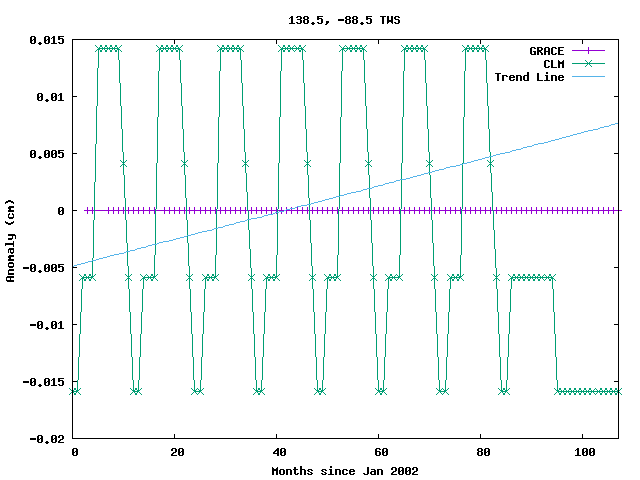 138.5, -88.5 TWS
0.015
GRACE
CLM
Trend Line
0.01
0.005
0
-0.005
-0.01
-0.015
-0.02
Anomaly (cm)
0 20 40 60 80 100
Months since Jan 2002